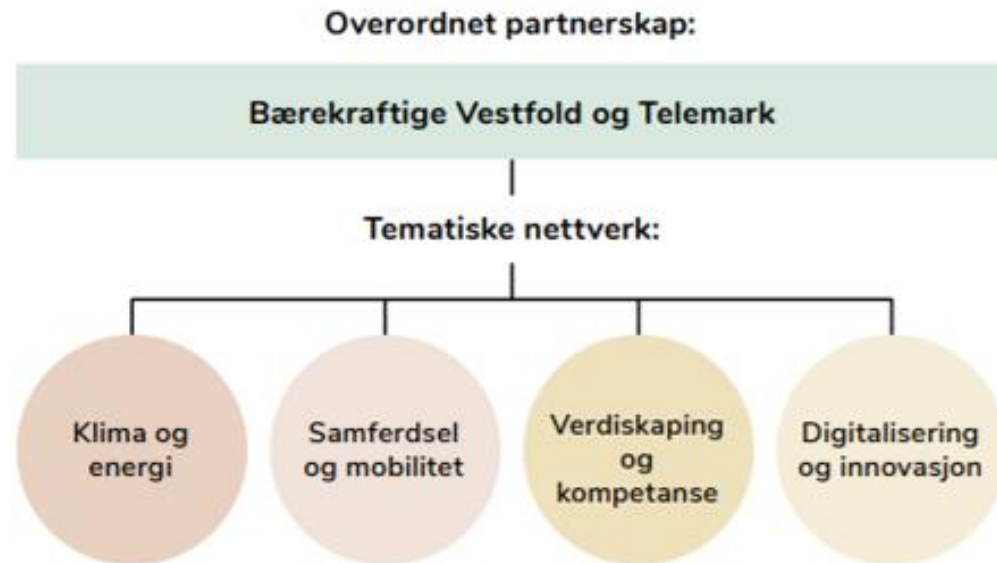 Overordnet partnerskap:
Bærekraftige Vestfold og Telemark
Tematiske nettverk:
Klima og
energi
Samferdsel
og mobilitet
Verdiskaping
og
kompetanse
Digitalisering
og innovasjon